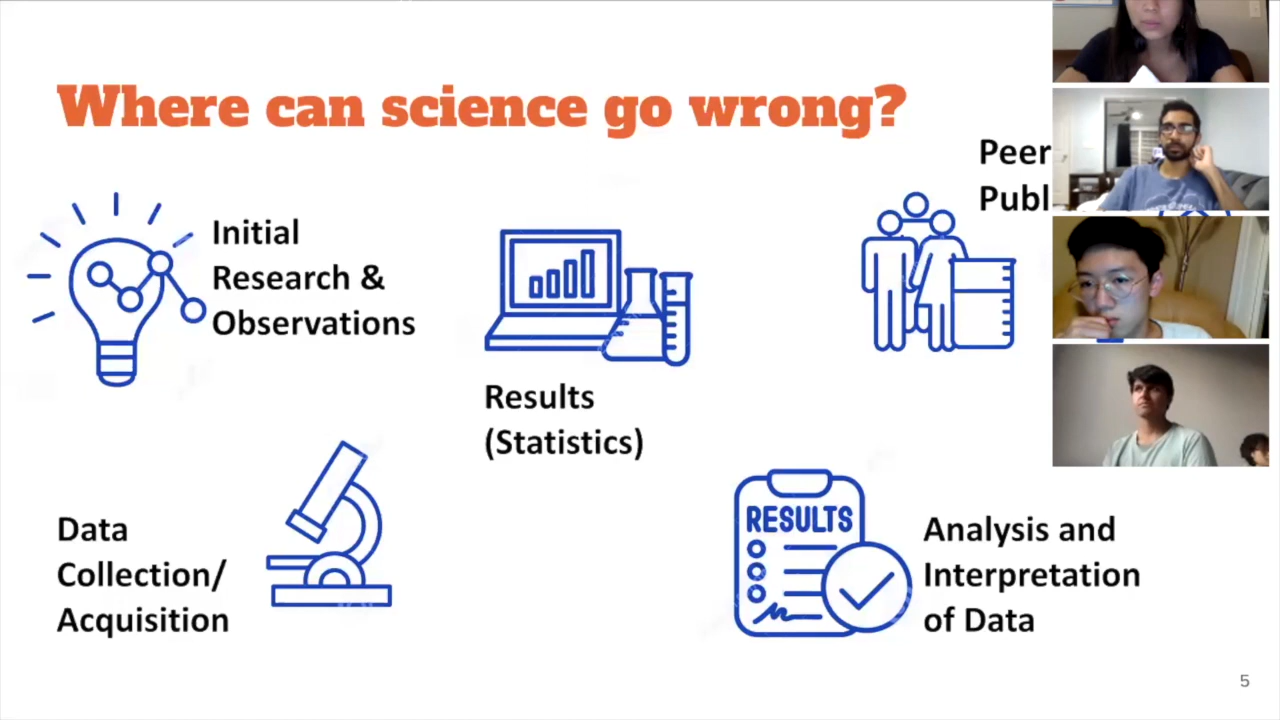 Where can science go wrong?
Peer
Initial
Research &
Observations
Results
(Statistics)
RESULTS
Data
Collection/
Acquisition
Analysis and
Interpretation
of Data
5